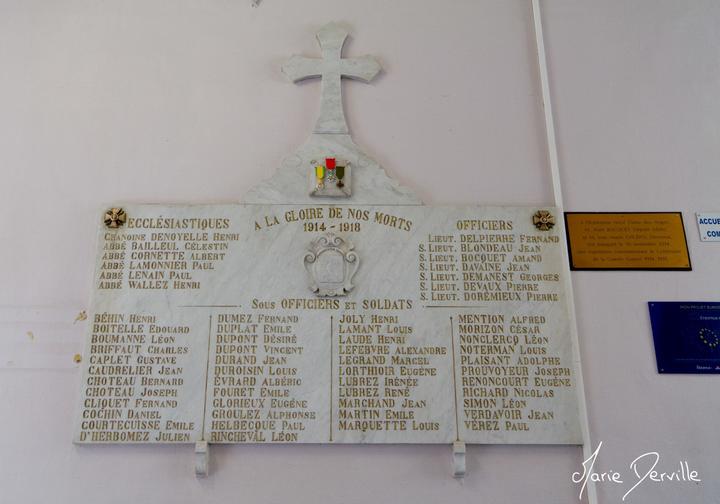 A LA GLOIRE DE NOS MORTS
1914 - 1918
ECCLÉSIASTIQUES
CHANOINE DENOYELLE HENRI
ABBÉ BAILLEUL CÉLESTIN
ABBÉ CORNETTE ALBERT
ABBÉ LAMONNIER PAUL
ABBÉ LENAIN PAUL
ABBÉ WALLEZ HENRI
OFFICIERS
LIEUT. DELPIERRE FERNAND
S. LIEUT. BLONDEAU JEAN
S. LIEUT. BOCQUET AMAND
S. LIEUT. DAVAINE JEAN
S. LIEUT. DEMANEST GEORGES
S. LIEUT. DEVAUX PIERRE
S. LIEUT. DORÉMIEUX PIERRE
SOUS OFFICIERS ET SOLDATS
BÉHIN HENRI
BOITELLE EDOUARD
BOUMANNE LÉON
BRIFFAUT CHARLES
CAPLET GUSTAVE
CAUDRELIER JEAN
CHOTEAU BERNARD
CHOTEAU JOSEPH
CLIQUET FERNAND
COCHIN DANIEL
COURTECUISSE EMILE
D'HERBOMEZ JULIEN
DUMEZ FERNAND
DUPLAT EMILE
DUPONT DÉSIRÉ
DUPONT VINCENT
DURAND JEAN
DUROISIN LOUIS
ÉVRARD ALBÉRIC
FOURET EMILE
GLORIEUX EUGÉNE
GROULEZ ALPHONSE
HELBECQUE PAUL
RINCHEVAL LÉON
JOLY HENRI
LAMANT LOUIS
LAUDE HENRI
LEFEBVRE ALEXANDRE
LEGRAND MARCEL
LORTHIOIR EUGÈNE
LUBREZ IRÉNÉE
LUBREZ RENÉ
MARCHAND JEAN
MARTIN EMILE
MARQUETTE LOUIS
MENTION ALFRED
MORIZON CÉSAR
NONCLERCQ LÉON
NOTERMAN LOUIS
PLAISANT ADOLPHE
PROUVOYEUR JOSEPH
RENONCOURT EUGÉNE
RICHARD NICOLAS
SIMON LÉON
VERDAVOIR JEAN
VÉREZ PAUL
ACCUE
COM
Marie Derville